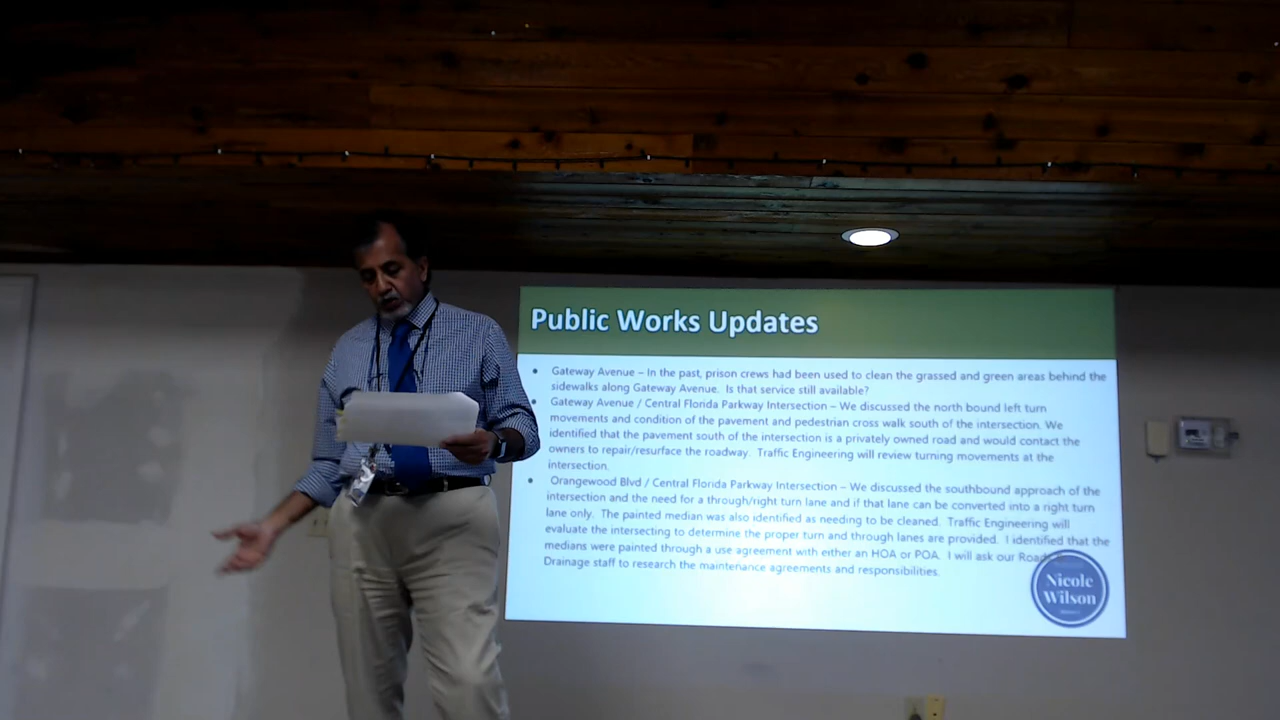 Public Works Updates
• Gateway Avenue – In the past, prison crews had been used to clean the grassed and green areas behind the
sidewalks along Gateway Avenue. Is that service still available?
• Gateway Avenue / Central Florida Parkway Intersection – We discussed the north bound left turn
movements and condition of the pavement and pedestrian cross walk south of the intersection. We
identified that the pavement south of the intersection is a privately owned road and would contact the
owners to repair/resurface the roadway. Traffic Engineering will review turning movements at the
intersection.
• Orangewood Blvd / Central Florida Parkway Intersection – We discussed the southbound approach of the
intersection and the need for a through/right turn lane and if that lane can be converted into a right turn
lane only. The painted median was also identified as needing to be cleaned. Traffic Engineering will
evaluate the intersecting to determine the proper turn and through lanes are provided. I identified that the
medians were painted through a use agreement with either an HOA or POA. I will ask our Road
Drainage staff to research the maintenance agreements and responsibilities.
Nicole
Wilson